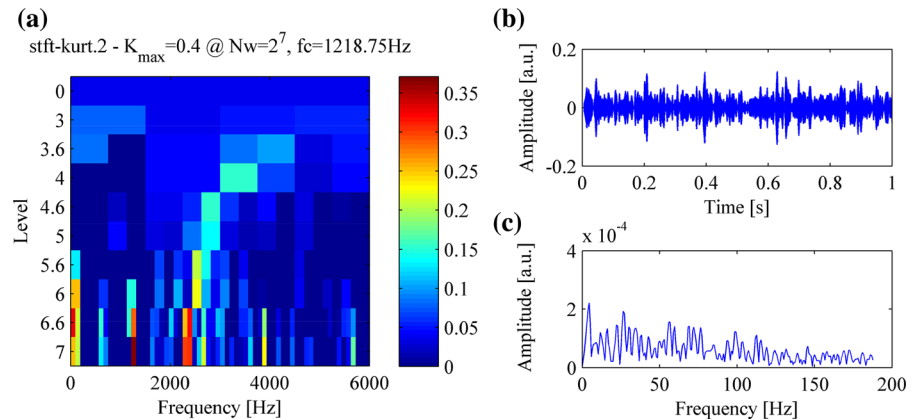 (a)
stft-kurt.2 - K_max=0.4 @ Nw=2^7, fc=1218.75Hz
Level
0
3
3.6
4
4.6
5
5.6
6
6.6
7
0 2000 4000 6000
Frequency [Hz]
0.35
0.3
0.25
0.2
0.15
0.1
0.05
0
(b)
Amplitude [a.u.]
0.2
0
-0.2
0 0.2 0.4 0.6 0.8 1
Time [s]
(c)
x 10^-4
Amplitude [a.u.]
4
2
0
0 50 100 150 200
Frequency [Hz]